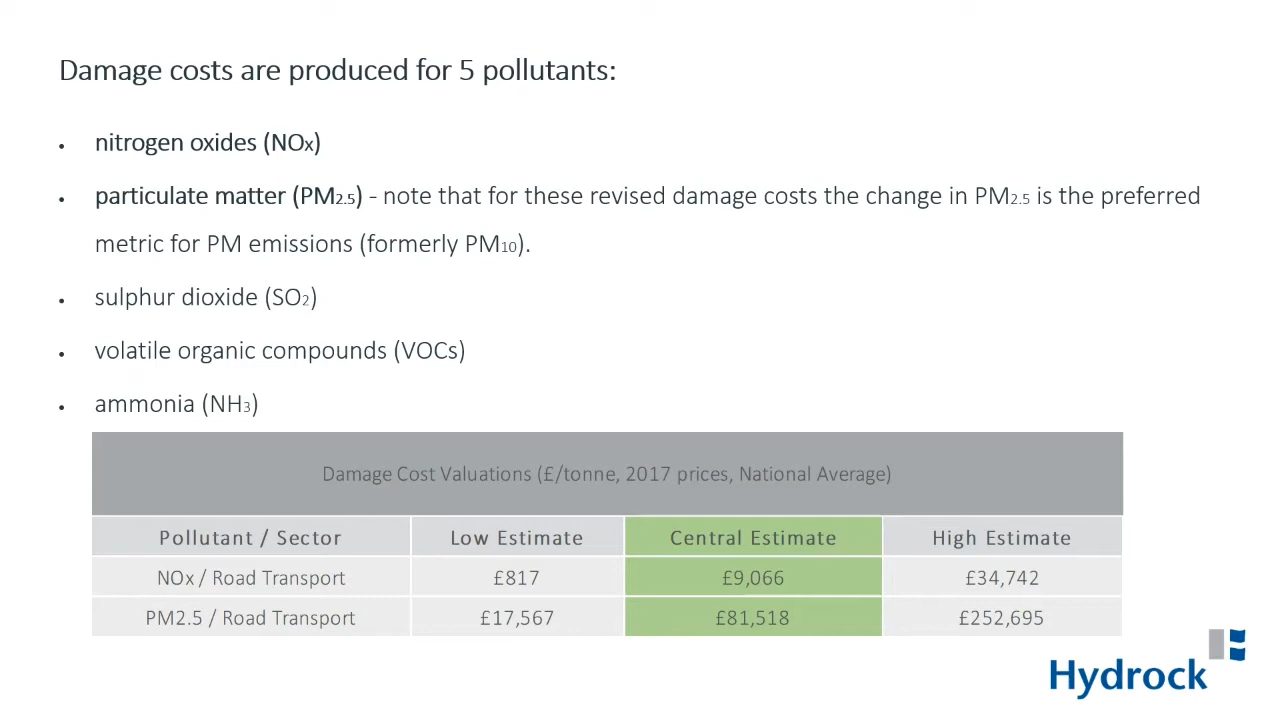 Damage costs are produced for 5 pollutants:
• nitrogen oxides (NOx)
• particulate matter (PM2.5) - note that for these revised damage costs the change in PM2.5 is the preferred
metric for PM emissions (formerly PM10).
• sulphur dioxide (SO2)
• volatile organic compounds (VOCs)
• ammonia (NH3)
Damage Cost Valuations (£/tonne, 2017 prices, National Average)
Pollutant / Sector Low Estimate Central Estimate High Estimate
NOx / Road Transport £817 £9,066 £34,742
PM2.5 / Road Transport £17,567 £81,518 £252,695
Hydrock